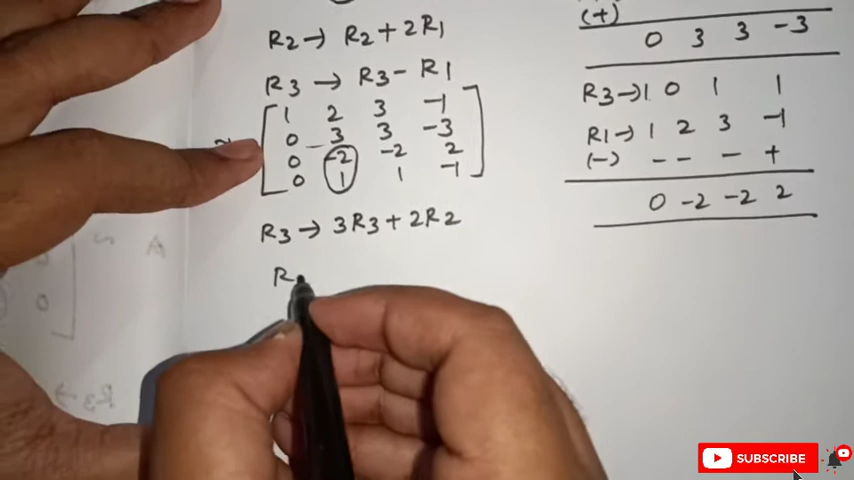 R2 → R2 + 2R1
R3 → R3 - R1
1 2 3 -1
0 3 3 -3
0 -2 -2 2
0 1 1 -1
R3 → 3R3 + 2R2
R
(+)
0 3 3 -3
R3 → 1 0 1 1
R1 → 1 2 3 -1
(-) - - - +
0 -2 -2 2
SUBSCRIBE